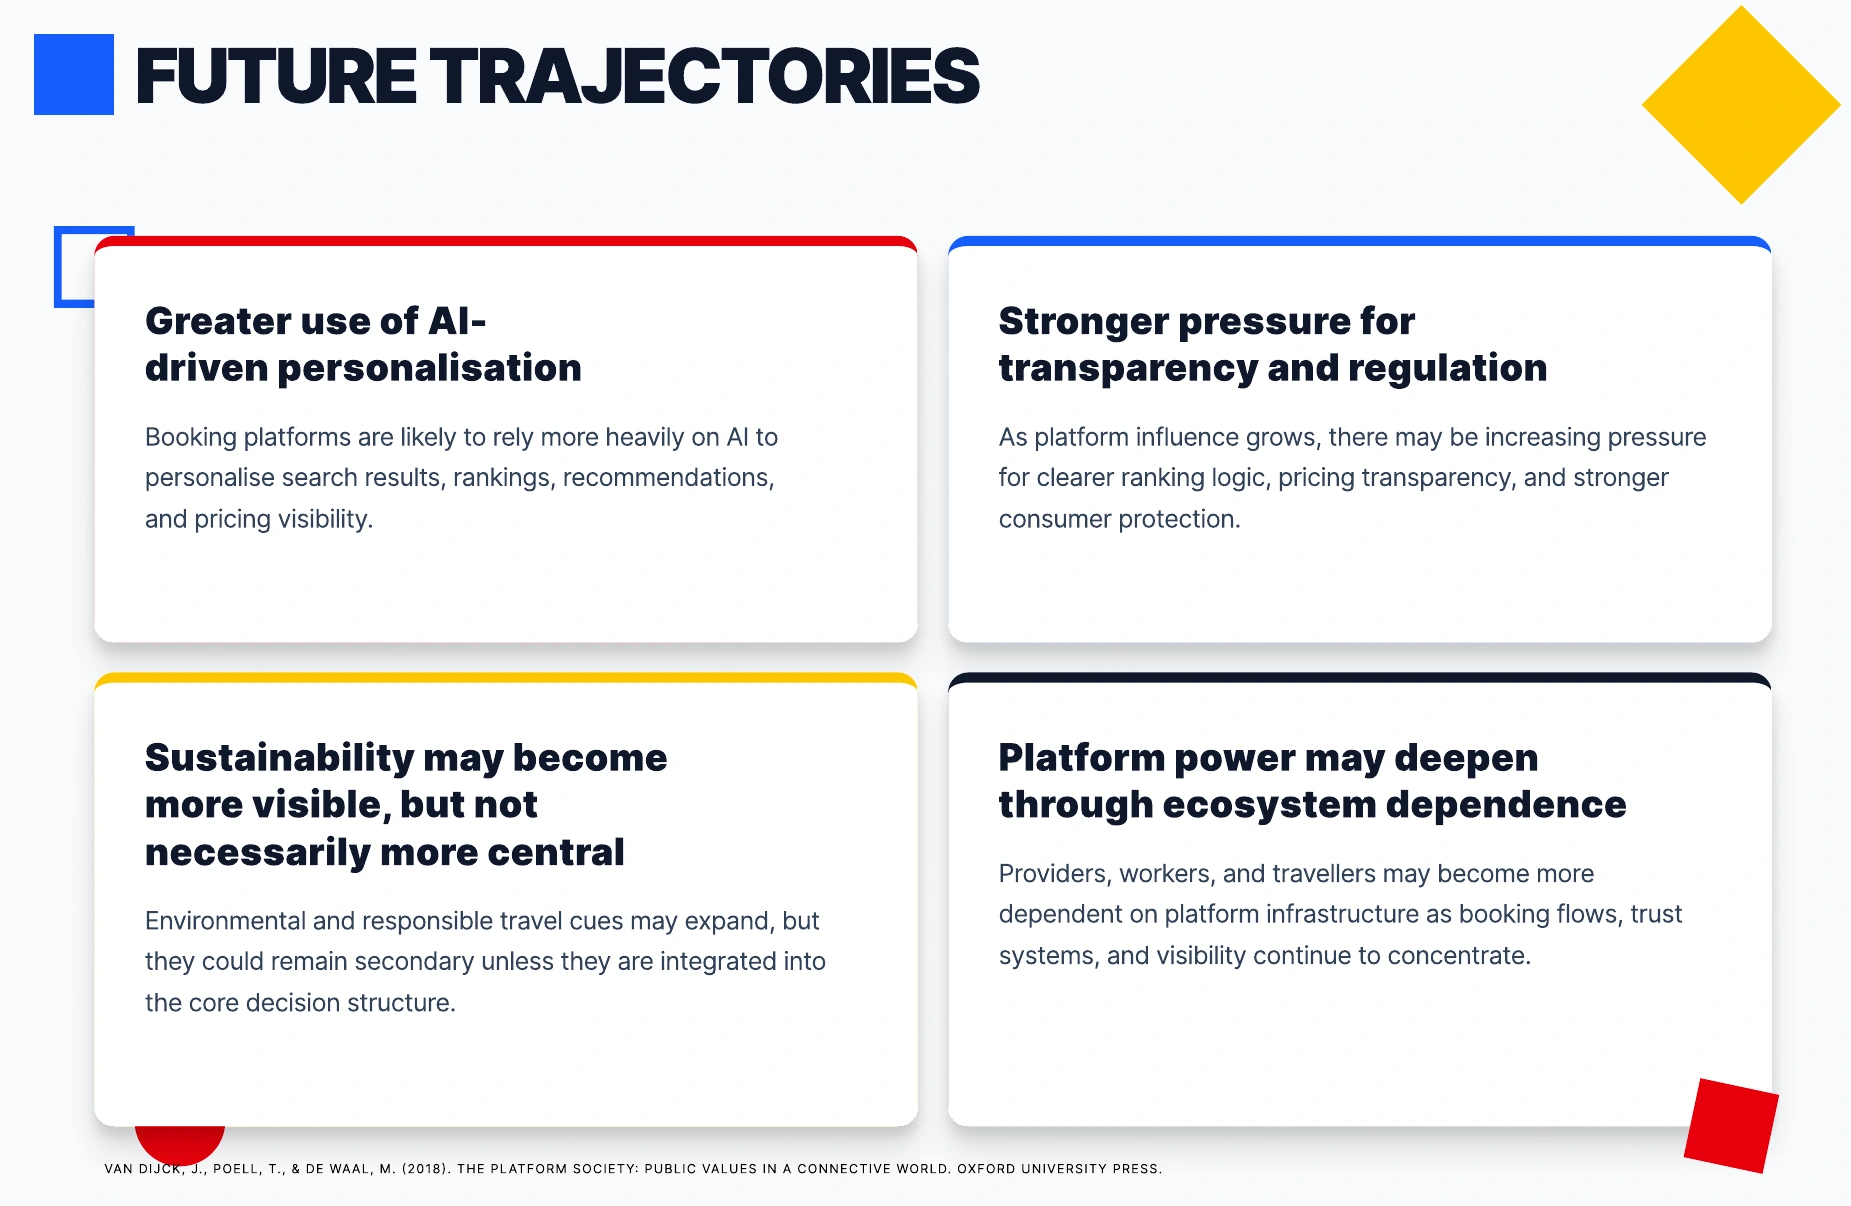 FUTURE TRAJECTORIES
Greater use of AI-
driven personalisation
Booking platforms are likely to rely more heavily on AI to
personalise search results, rankings, recommendations,
and pricing visibility.
Stronger pressure for
transparency and regulation
As platform influence grows, there may be increasing pressure
for clearer ranking logic, pricing transparency, and stronger
consumer protection.
Sustainability may become
more visible, but not
necessarily more central
Environmental and responsible travel cues may expand, but
they could remain secondary unless they are integrated into
the core decision structure.
Platform power may deepen
through ecosystem dependence
Providers, workers, and travellers may become more
dependent on platform infrastructure as booking flows, trust
systems, and visibility continue to concentrate.
VAN DIJCK, J., POELL, T., & DE WAAL, M. (2018). THE PLATFORM SOCIETY: PUBLIC VALUES IN A CONNECTIVE WORLD. OXFORD UNIVERSITY PRESS.